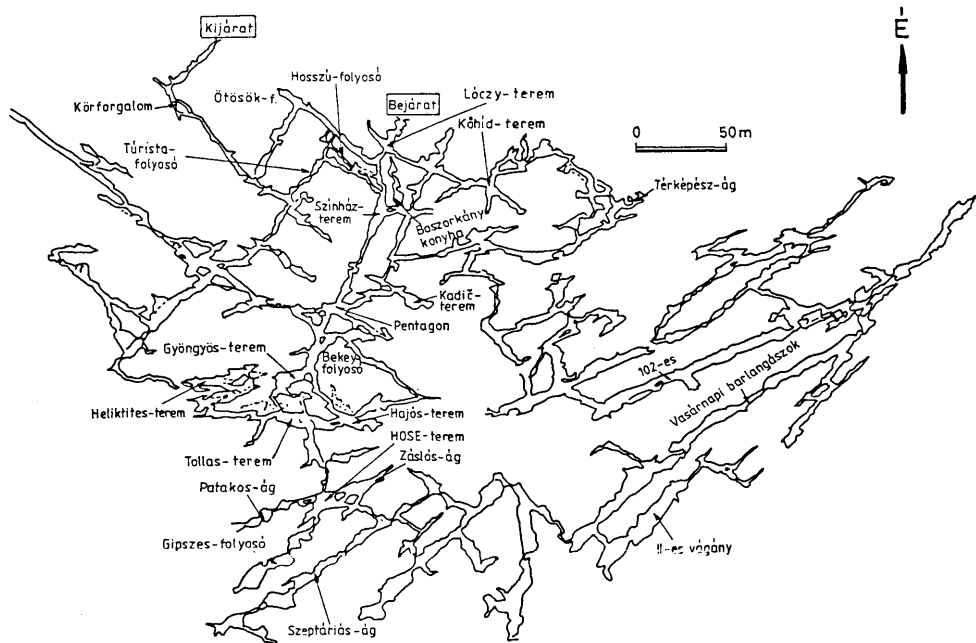 É
Kijárat
Hosszú-folyosó
Ötösök-f.
Bejárat
Lóczy-terem
Kőhíd-terem
Körforgalom
0 50m
Túrista-
folyosó
Térképész-ág
Színház-
terem
Boszorkány
konyha
Kadič-
terem
Pentagon
Gyöngyös-terem
Bekey-
folyosó
102-es
Vasárnapi barlangászok
Heliktites-terem
Hajós-terem
HOSE-terem
Tollas-terem
Záslós-ág
Patakos-ág
Gipszes-folyosó
II-es vágány
Szeptáriás-ág